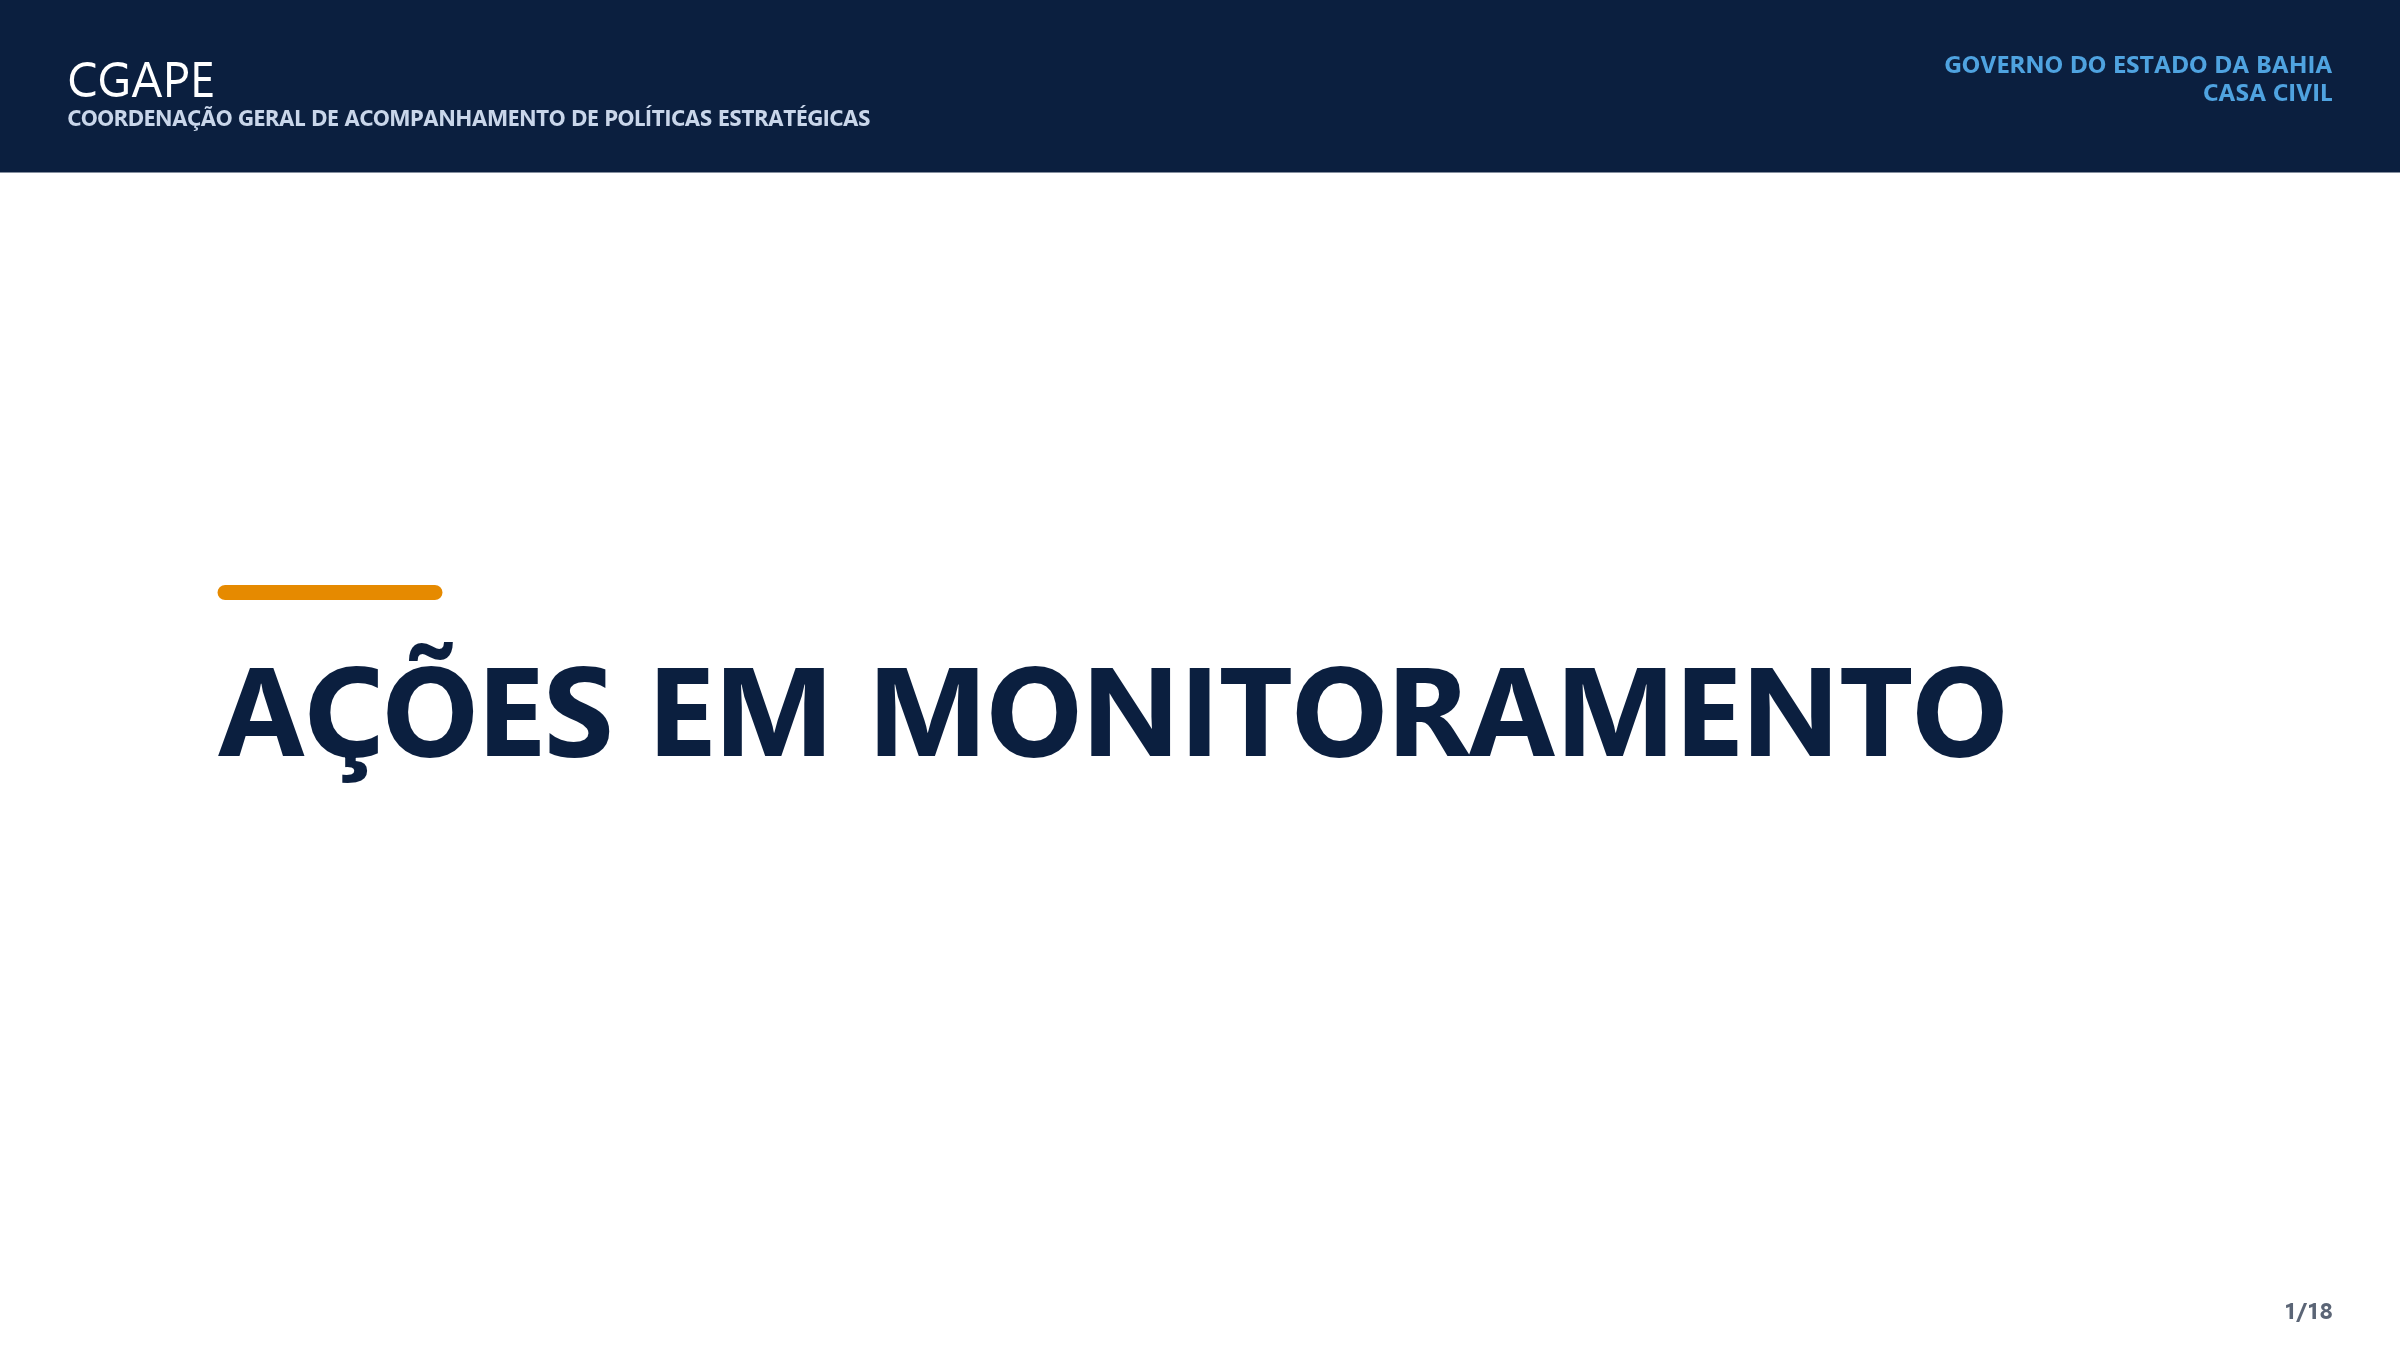 CGAPE
COORDENAÇÃO GERAL DE ACOMPANHAMENTO DE POLÍTICAS ESTRATÉGICAS
GOVERNO DO ESTADO DA BAHIA
CASA CIVIL
AÇÕES EM MONITORAMENTO
1/18